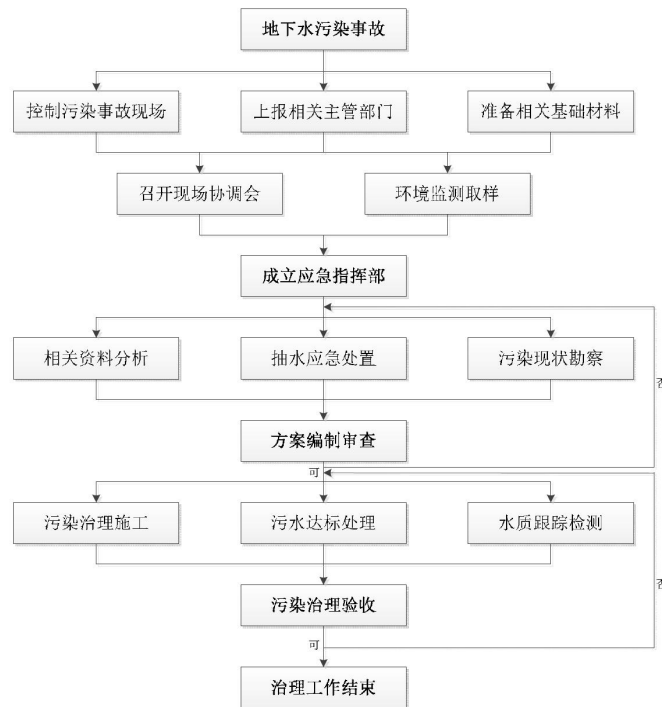 地下水污染事故
控制污染事故现场
上报相关主管部门
准备相关基础材料
召开现场协调会
环境监测取样
成立应急指挥部
相关资料分析
抽水应急处置
污染现状勘察
否
方案编制审查
可
污染治理施工
污水达标处理
水质跟踪检测
否
污染治理验收
可
治理工作结束